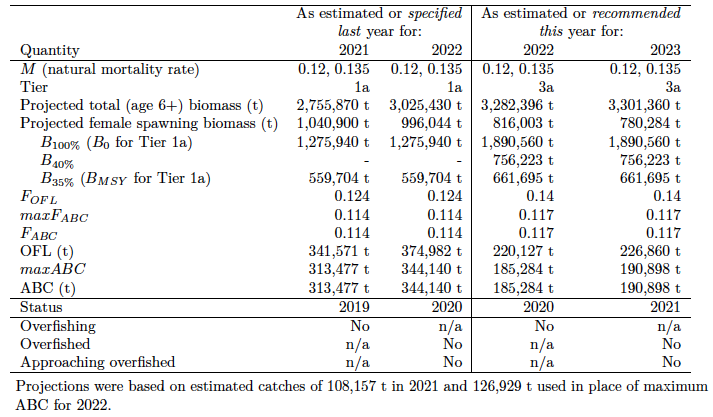 As estimated or specified As estimated or recommended
last year for: this year for:
Quantity 2021 2022 2022 2023
M (natural mortality rate) 0.12, 0.135 0.12, 0.135 0.12, 0.135 0.12, 0.135
Tier 1a 1a 3a 3a
Projected total (age 6+) biomass (t) 2,755,870 t 3,025,430 t 3,282,396 t 3,301,360 t
Projected female spawning biomass (t) 1,040,900 t 996,044 t 816,003 t 780,284 t
B100% (B0 for Tier 1a) 1,275,940 t 1,275,940 t 1,890,560 t 1,890,560 t
B40% - - 756,223 t 756,223 t
B35% (BMSY for Tier 1a) 559,704 t 559,704 t 661,695 t 661,695 t
FOFL 0.124 0.124 0.14 0.14
maxFABC 0.114 0.114 0.117 0.117
FABC 0.114 0.114 0.117 0.117
OFL (t) 341,571 t 374,982 t 220,127 t 226,860 t
maxABC 313,477 t 344,140 t 185,284 t 190,898 t
ABC (t) 313,477 t 344,140 t 185,284 t 190,898 t
Status 2019 2020 2020 2021
Overfishing No n/a No n/a
Overfished n/a No n/a No
Approaching overfished n/a No n/a No
Projections were based on estimated catches of 108,157 t in 2021 and 126,929 t used in place of maximum
ABC for 2022.